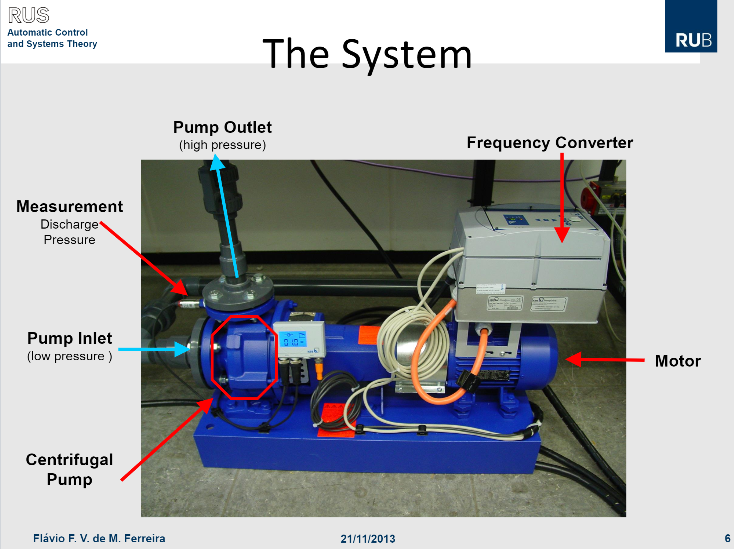 RUS
Automatic Control
and Systems Theory
RUB
The System
Pump Outlet
(high pressure)
Frequency Converter
Measurement
Discharge
Pressure
Pump Inlet
(low pressure )
Motor
Centrifugal
Pump
Flávio F. V. de M. Ferreira
21/11/2013
6